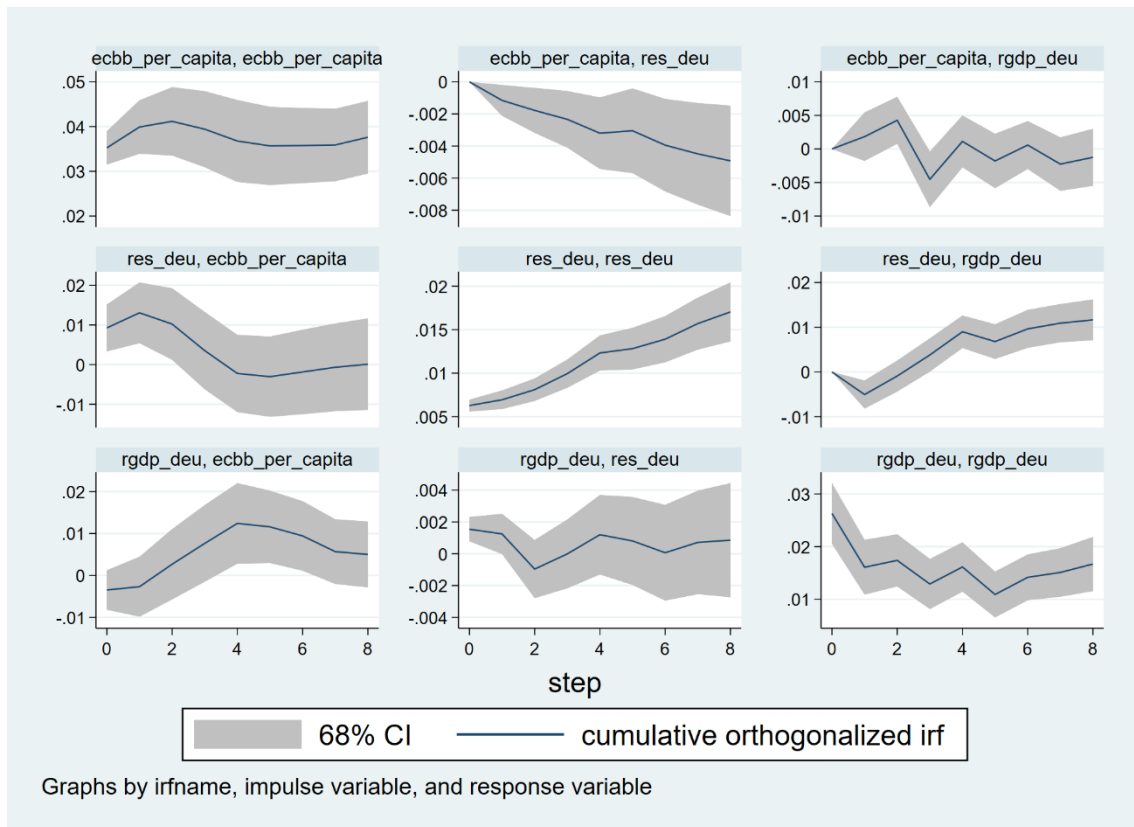 ecbb_per_capita, ecbb_per_capita
.05
.04
.03
.02
ecbb_per_capita, res_deu
0
-.002
-.004
-.006
-.008
ecbb_per_capita, rgdp_deu
.01
.005
0
-.005
-.01
res_deu, ecbb_per_capita
.02
.01
0
-.01
res_deu, res_deu
.02
.015
.01
.005
res_deu, rgdp_deu
.02
.01
0
-.01
rgdp_deu, ecbb_per_capita
.02
.01
0
-.01
0 2 4 6 8
rgdp_deu, res_deu
.004
.002
0
-.002
-.004
0 2 4 6 8
rgdp_deu, rgdp_deu
.03
.02
.01
0 2 4 6 8
step
68% CI cumulative orthogonalized irf
Graphs by irfname, impulse variable, and response variable